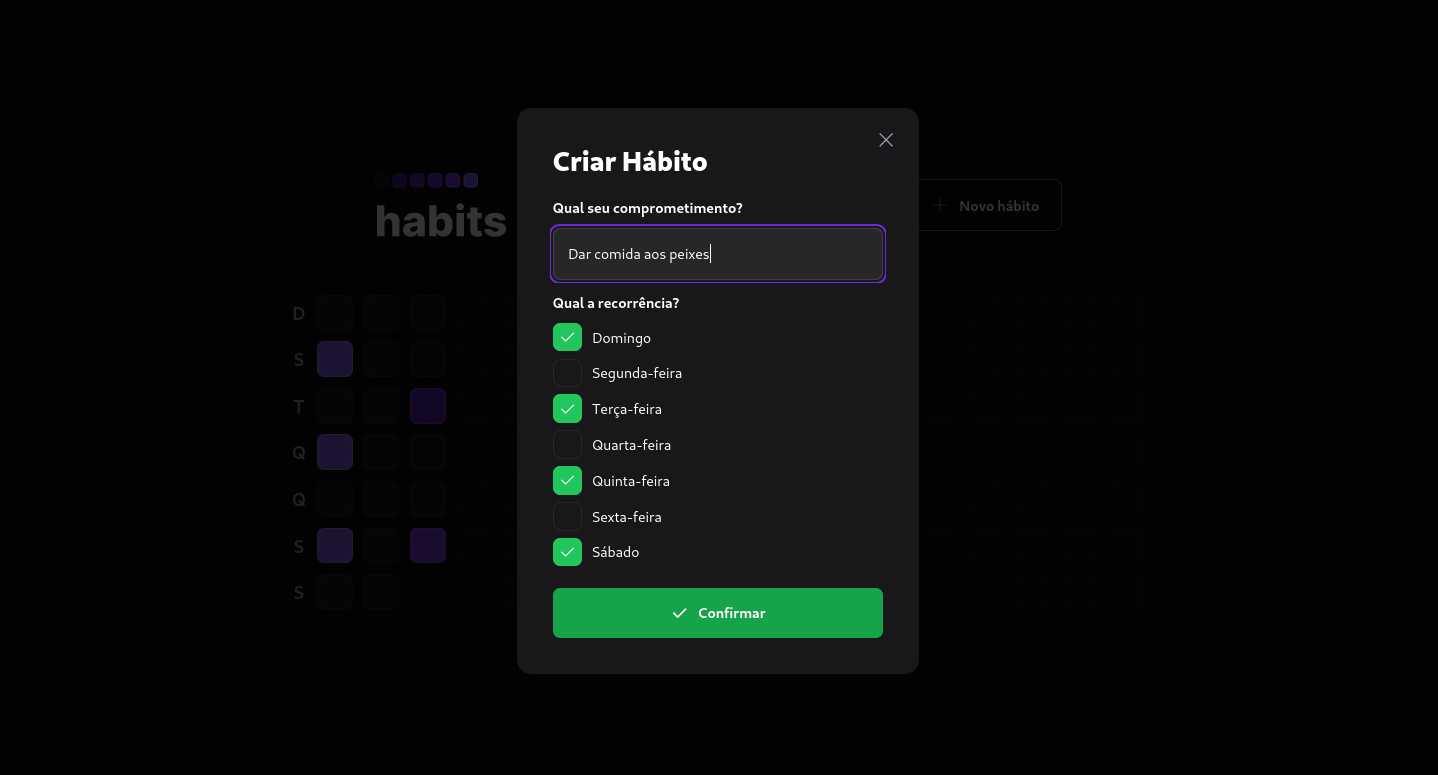 Criar Hábito
habits
Novo hábito
Qual seu comprometimento?
Dar comida aos peixes
Qual a recorrência?
D
Domingo
S
Segunda-feira
T
Terça-feira
Q
Quarta-feira
Q
Quinta-feira
S
Sexta-feira
S
Sábado
Confirmar